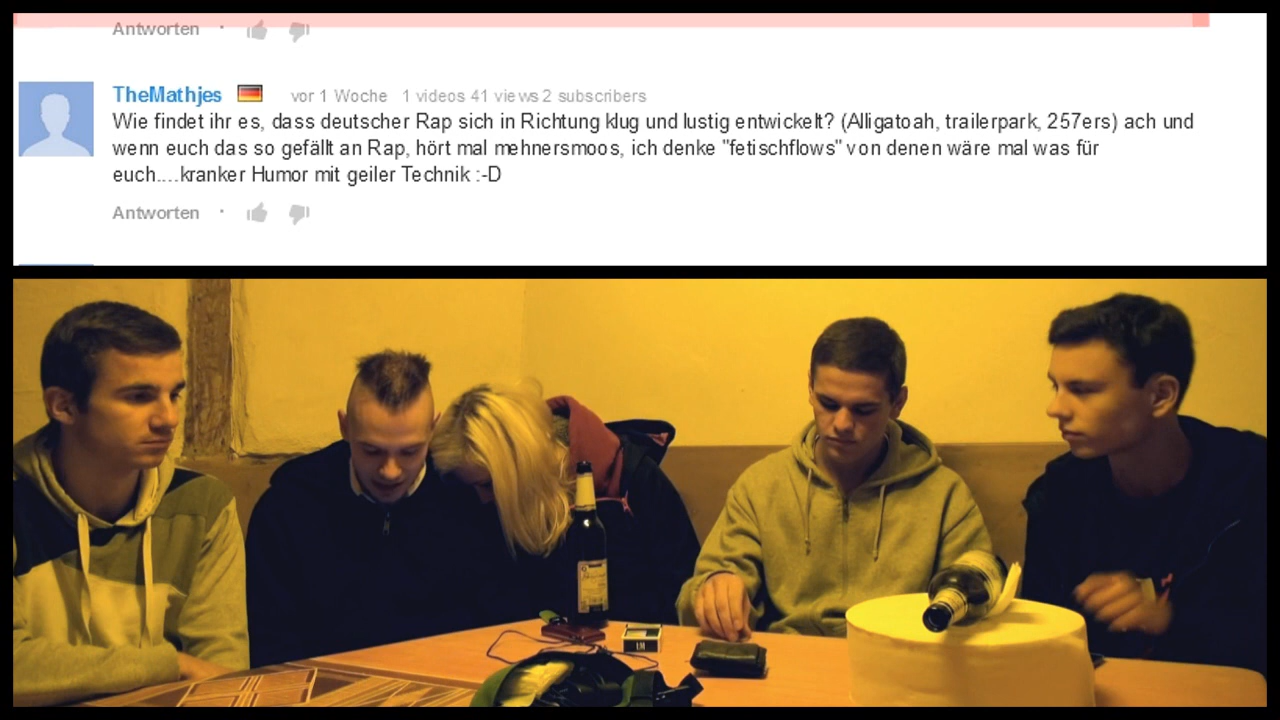 Antworten ·
TheMathjes vor 1 Woche 1 videos 41 views 2 subscribers
Wie findet ihr es, dass deutscher Rap sich in Richtung klug und lustig entwickelt? (Alligatoah, trailerpark, 257ers) ach und
wenn euch das so gefällt an Rap, hört mal mehnersmoos, ich denke "fetischflows" von denen wäre mal was für
euch....kranker Humor mit geiler Technik :-D
Antworten ·
LM